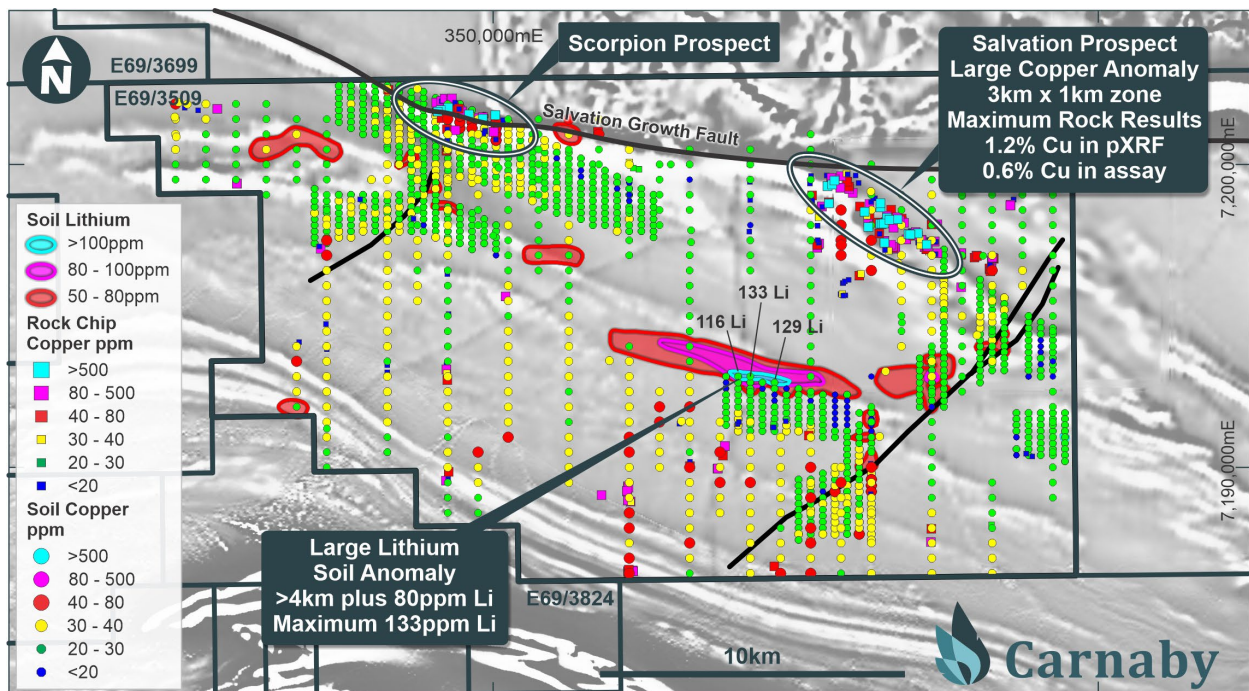 350,000mE
N
E69/3699
E69/3509
Scorpion Prospect
Salvation Prospect
Large Copper Anomaly
3km x 1km zone
Maximum Rock Results
1.2% Cu in pXRF
0.6% Cu in assay
Salvation Growth Fault
7,200,000mE
Soil Lithium
>100ppm
80 - 100ppm
50 - 80ppm
Rock Chip
Copper ppm
>500
80 - 500
40 - 80
30 - 40
20 - 30
<20
Soil Copper
ppm
>500
80 - 500
40 - 80
30 - 40
20 - 30
<20
133 Li
116 Li
129 Li
7,190,000mE
Large Lithium
Soil Anomaly
>4km plus 80ppm Li
Maximum 133ppm Li
E69/3824
10km
Carnaby